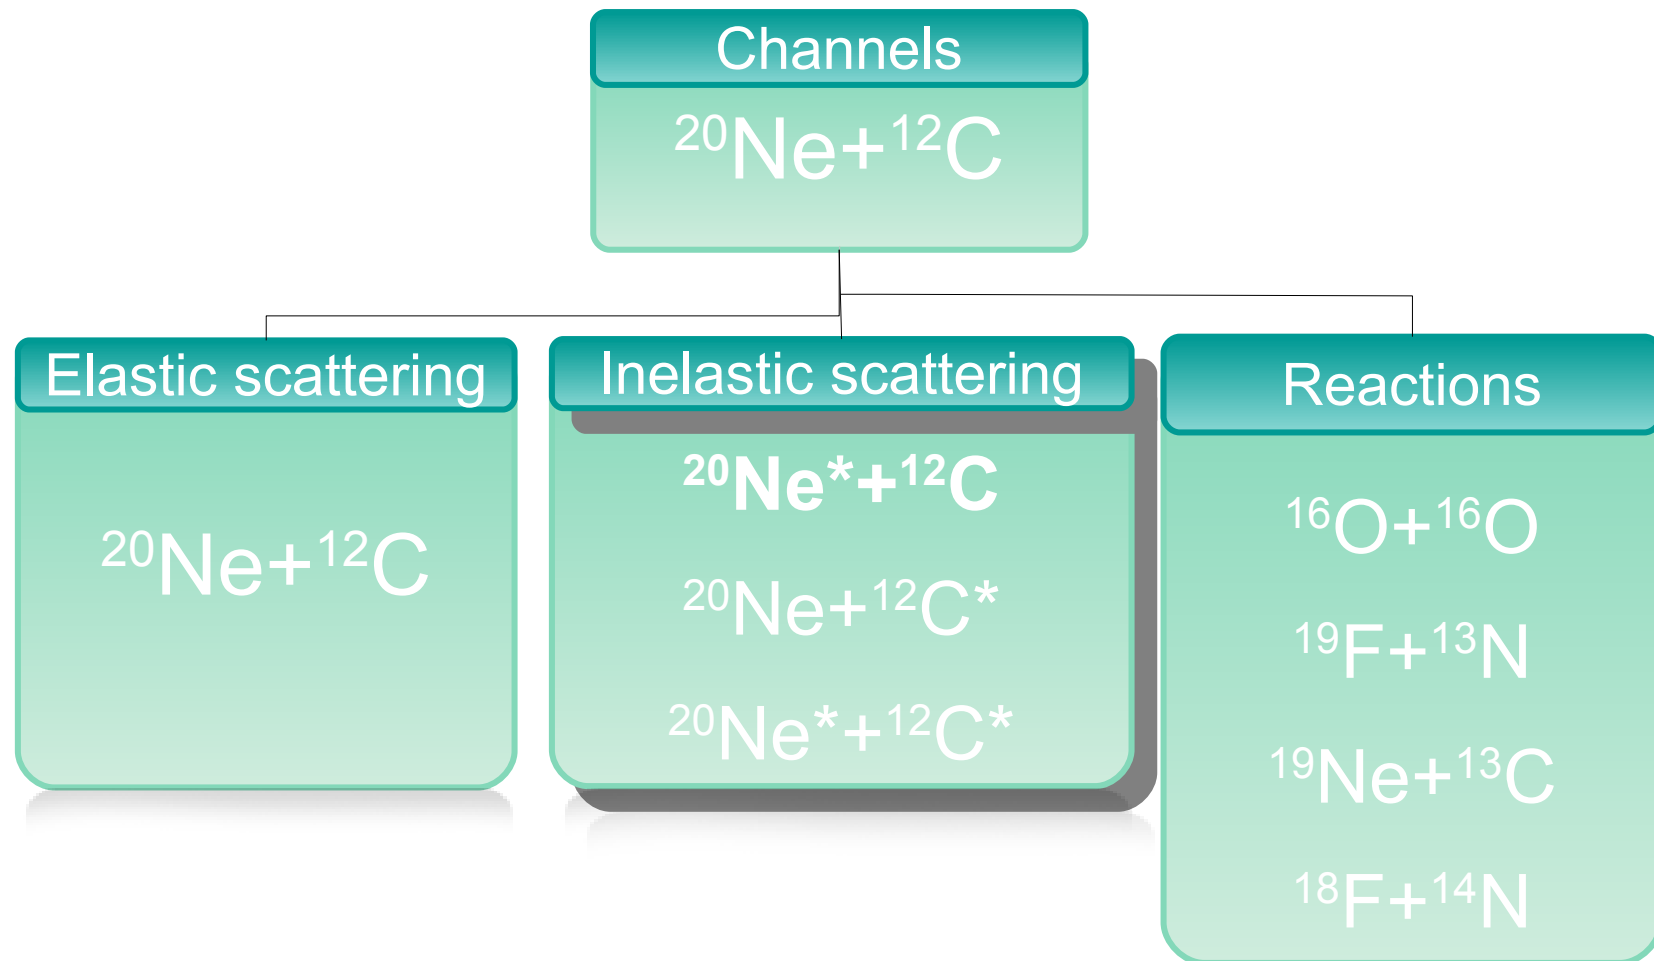 Channels
²⁰Ne+¹²C
Elastic scattering
²⁰Ne+¹²C
Inelastic scattering
²⁰Ne*+¹²C
²⁰Ne+¹²C*
²⁰Ne*+¹²C*
Reactions
¹⁶O+¹⁶O
¹⁹F+¹³N
¹⁹Ne+¹³C
¹⁸F+¹⁴N